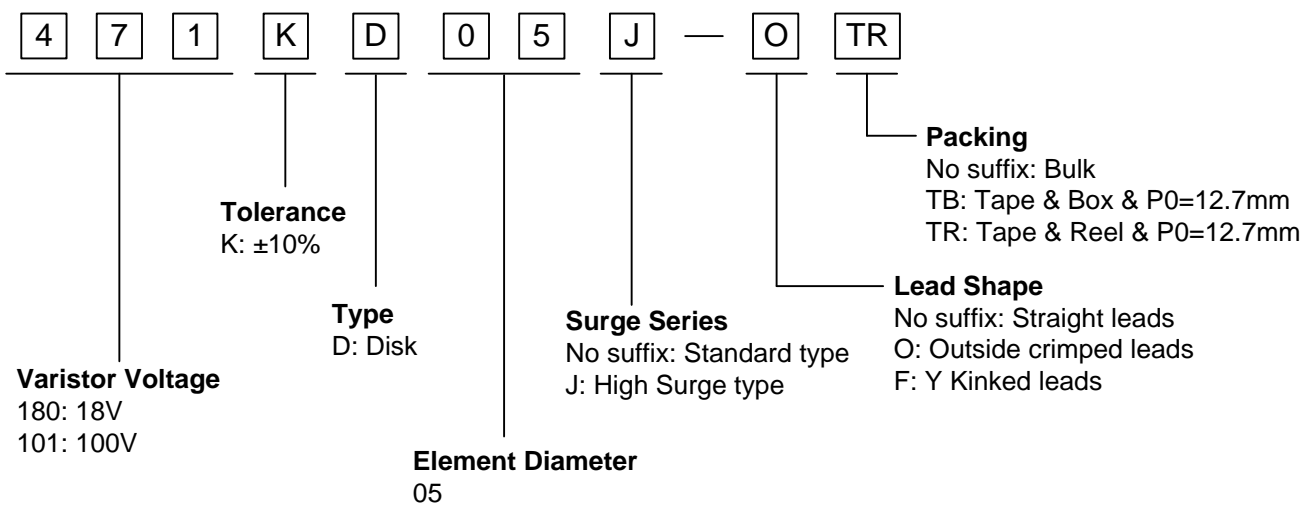 4 7 1 K D 0 5 J — O TR
Packing
No suffix: Bulk
TB: Tape & Box & P0=12.7mm
TR: Tape & Reel & P0=12.7mm
Tolerance
K: ±10%
Lead Shape
No suffix: Straight leads
O: Outside crimped leads
F: Y Kinked leads
Type
D: Disk
Surge Series
No suffix: Standard type
J: High Surge type
Varistor Voltage
180: 18V
101: 100V
Element Diameter
05